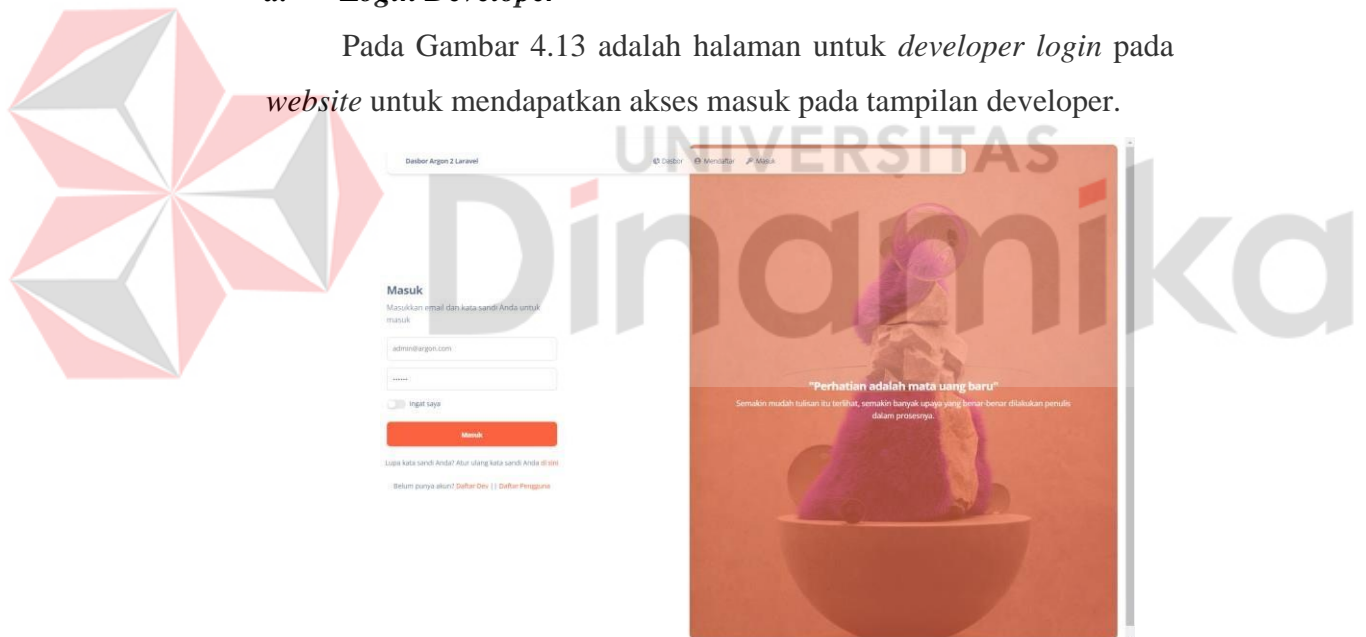 Login Developer
Pada Gambar 4.13 adalah halaman untuk developer login pada
website untuk mendapatkan akses masuk pada tampilan developer.
UNIVERSITAS
Dinamika
Dasbor Argon 2 Laravel
Dasbor Mendaftar Masuk
Masuk
Masukkan email dan kata sandi Anda untuk
masuk
admin@argon.com
Ingat saya
Masuk
Lupa kata sandi Anda? Atur ulang kata sandi Anda di sini
Belum punya akun? Daftar Dev || Daftar Pengguna
"Perhatian adalah mata uang baru"
Semakin mudah tulisan itu terlihat, semakin banyak upaya yang benar-benar dilakukan penulis
dalam prosesnya.